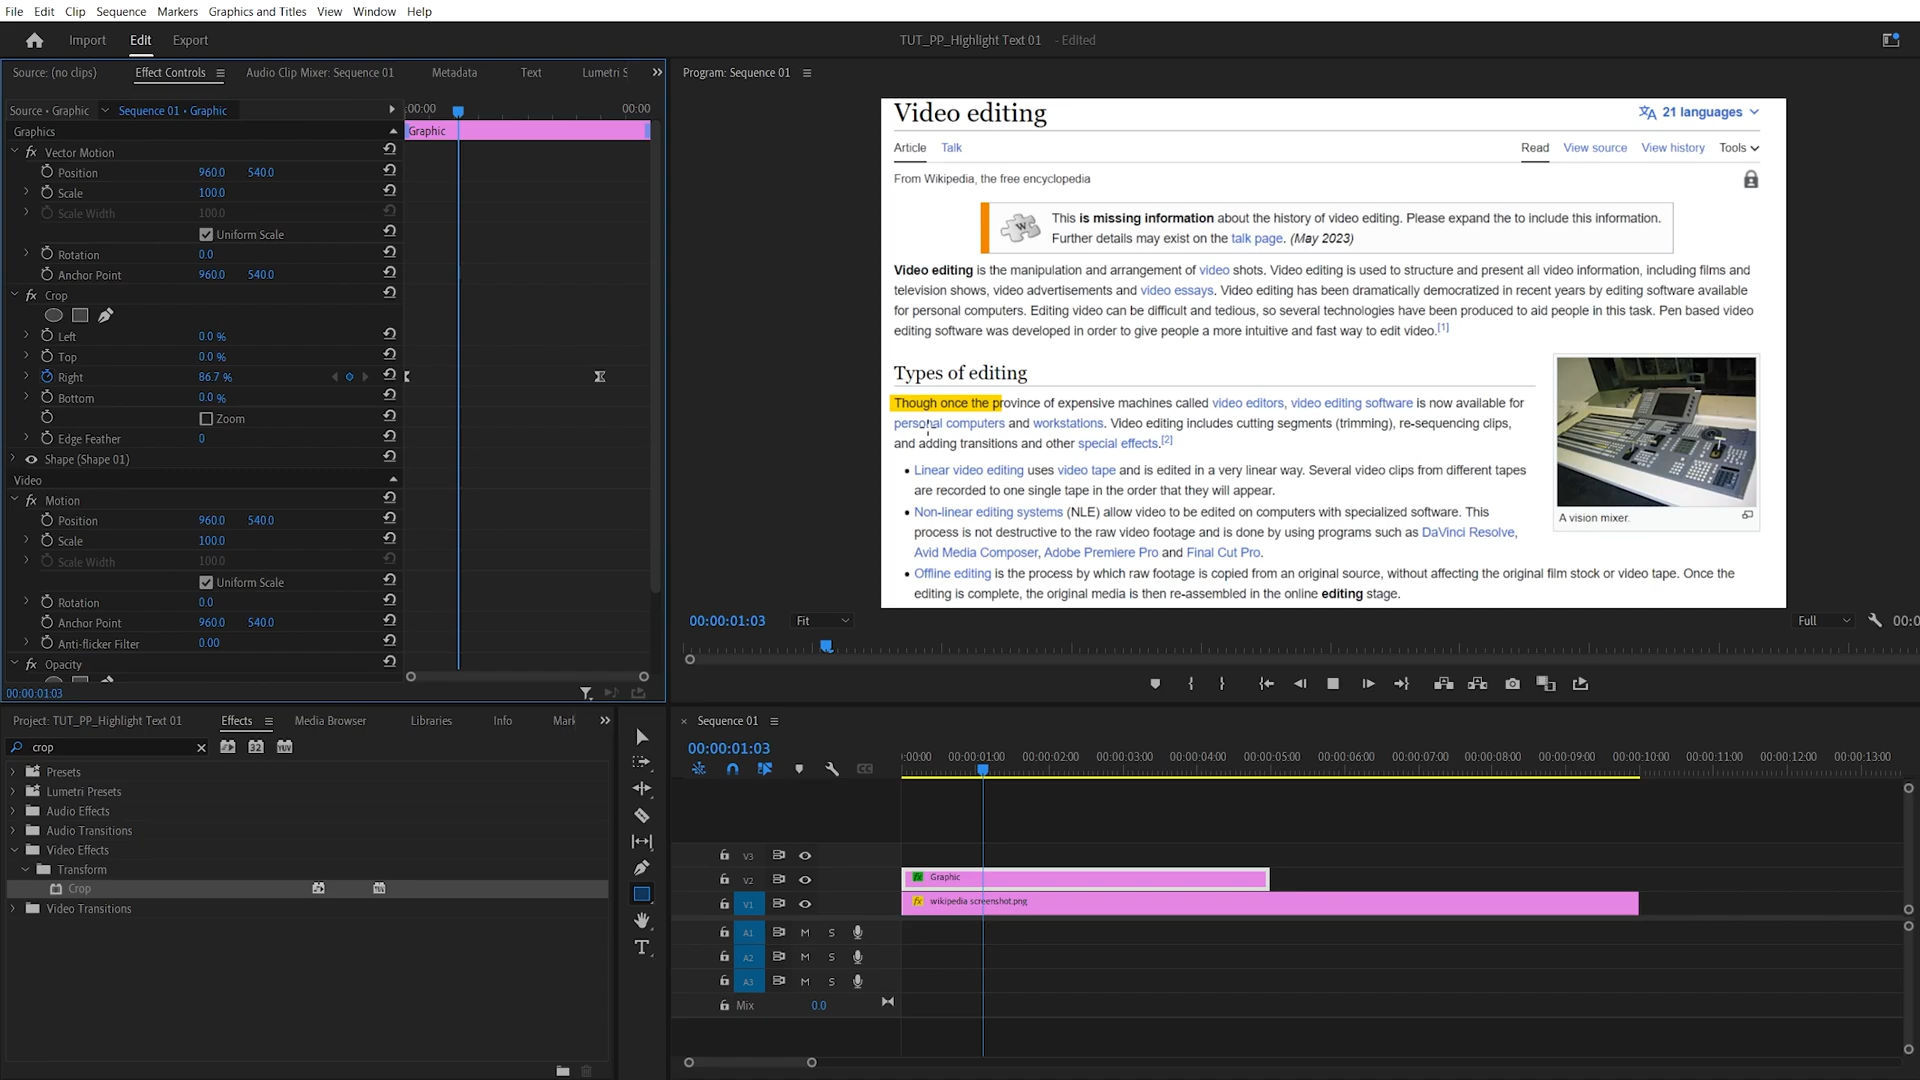 File Edit Clip Sequence Markers Graphics and Titles View Window Help
Import Edit Export
TUT_PP_Highlight Text 01 - Edited
Source: (no clips) Effect Controls Audio Clip Mixer: Sequence 01 Metadata Text Lumetri S
Source • Graphic Sequence 01 • Graphic
:00:00 00:00
Graphics
Graphic
fx Vector Motion
Position 960.0 540.0
Scale 100.0
Scale Width 100.0
Uniform Scale
Rotation 0.0
Anchor Point 960.0 540.0
fx Crop
Left 0.0 %
Top 0.0 %
Right 86.7 %
Bottom 0.0 %
Zoom
Edge Feather 0
Shape (Shape 01)
Video
fx Motion
Position 960.0 540.0
Scale 100.0
Scale Width 100.0
Uniform Scale
Rotation 0.0
Anchor Point 960.0 540.0
Anti-flicker Filter 0.00
fx Opacity
00:00:01:03
Program: Sequence 01
Video editing
21 languages
Article Talk
Read View source View history Tools
From Wikipedia, the free encyclopedia
W
This is missing information about the history of video editing. Please expand the to include this information.
Further details may exist on the talk page. (May 2023)
Video editing is the manipulation and arrangement of video shots. Video editing is used to structure and present all video information, including films and
television shows, video advertisements and video essays. Video editing has been dramatically democratized in recent years by editing software available
for personal computers. Editing video can be difficult and tedious, so several technologies have been produced to aid people in this task. Pen based video
editing software was developed in order to give people a more intuitive and fast way to edit video.[1]
Types of editing
Though once the province of expensive machines called video editors, video editing software is now available for
personal computers and workstations. Video editing includes cutting segments (trimming), re-sequencing clips,
and adding transitions and other special effects.[2]
• Linear video editing uses video tape and is edited in a very linear way. Several video clips from different tapes
are recorded to one single tape in the order that they will appear.
• Non-linear editing systems (NLE) allow video to be edited on computers with specialized software. This
process is not destructive to the raw video footage and is done by using programs such as DaVinci Resolve,
Avid Media Composer, Adobe Premiere Pro and Final Cut Pro.
• Offline editing is the process by which raw footage is copied from an original source, without affecting the original film stock or video tape. Once the
editing is complete, the original media is then re-assembled in the online editing stage.
A vision mixer.
00:00:01:03 Fit Full 00:0
Project: TUT_PP_Highlight Text 01 Effects Media Browser Libraries Info Mark
crop
32 YUV
Presets
Lumetri Presets
Audio Effects
Audio Transitions
Video Effects
Transform
Crop
Video Transitions
T
× Sequence 01
00:00:01:03
:00:00 00:00:01:00 00:00:02:00 00:00:03:00 00:00:04:00 00:00:05:00 00:00:06:00 00:00:07:00 00:00:08:00 00:00:09:00 00:00:10:00 00:00:11:00 00:00:12:00 00:00:13:00
CC
V3
V2
fx Graphic
V1
fx wikipedia screenshot.png
A1 M S
A2 M S
A3 M S
Mix 0.0